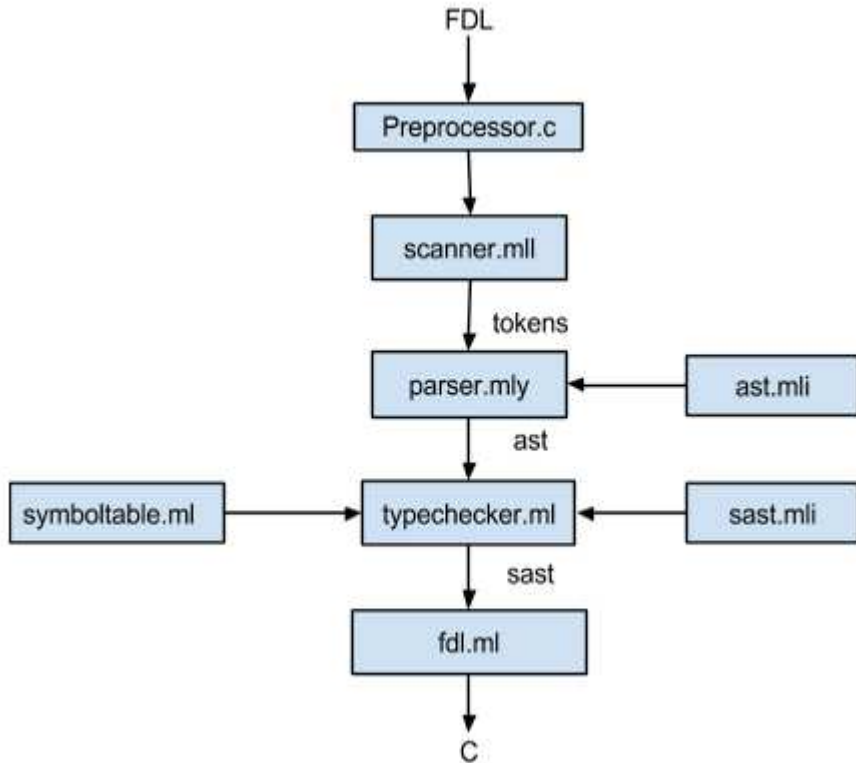 FDL
Preprocessor.c
scanner.mll
tokens
parser.mly
ast.mli
ast
symboltable.ml
typechecker.ml
sast.mli
sast
fdl.ml
C